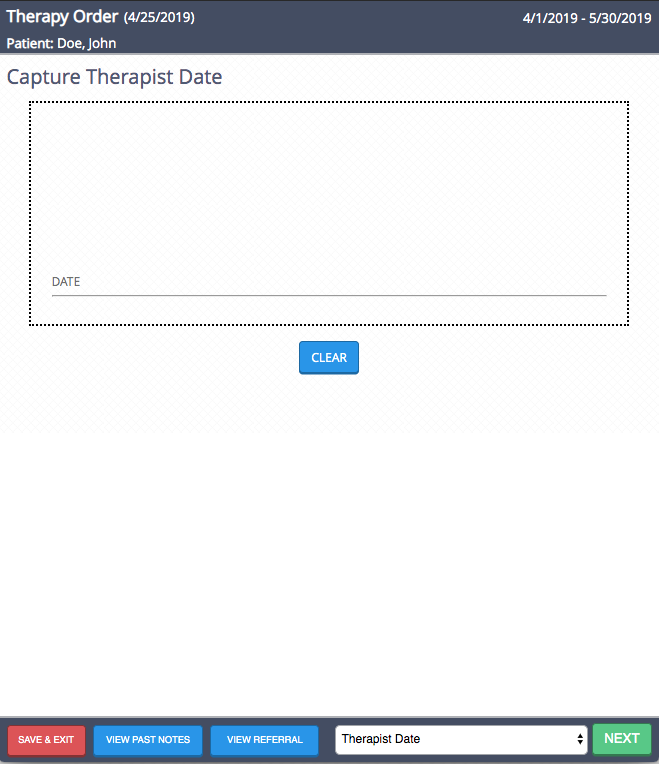 Therapy Order (4/25/2019)
4/1/2019 - 5/30/2019
Patient: Doe, John
Capture Therapist Date
DATE
CLEAR
SAVE & EXIT
VIEW PAST NOTES
VIEW REFERRAL
Therapist Date
NEXT